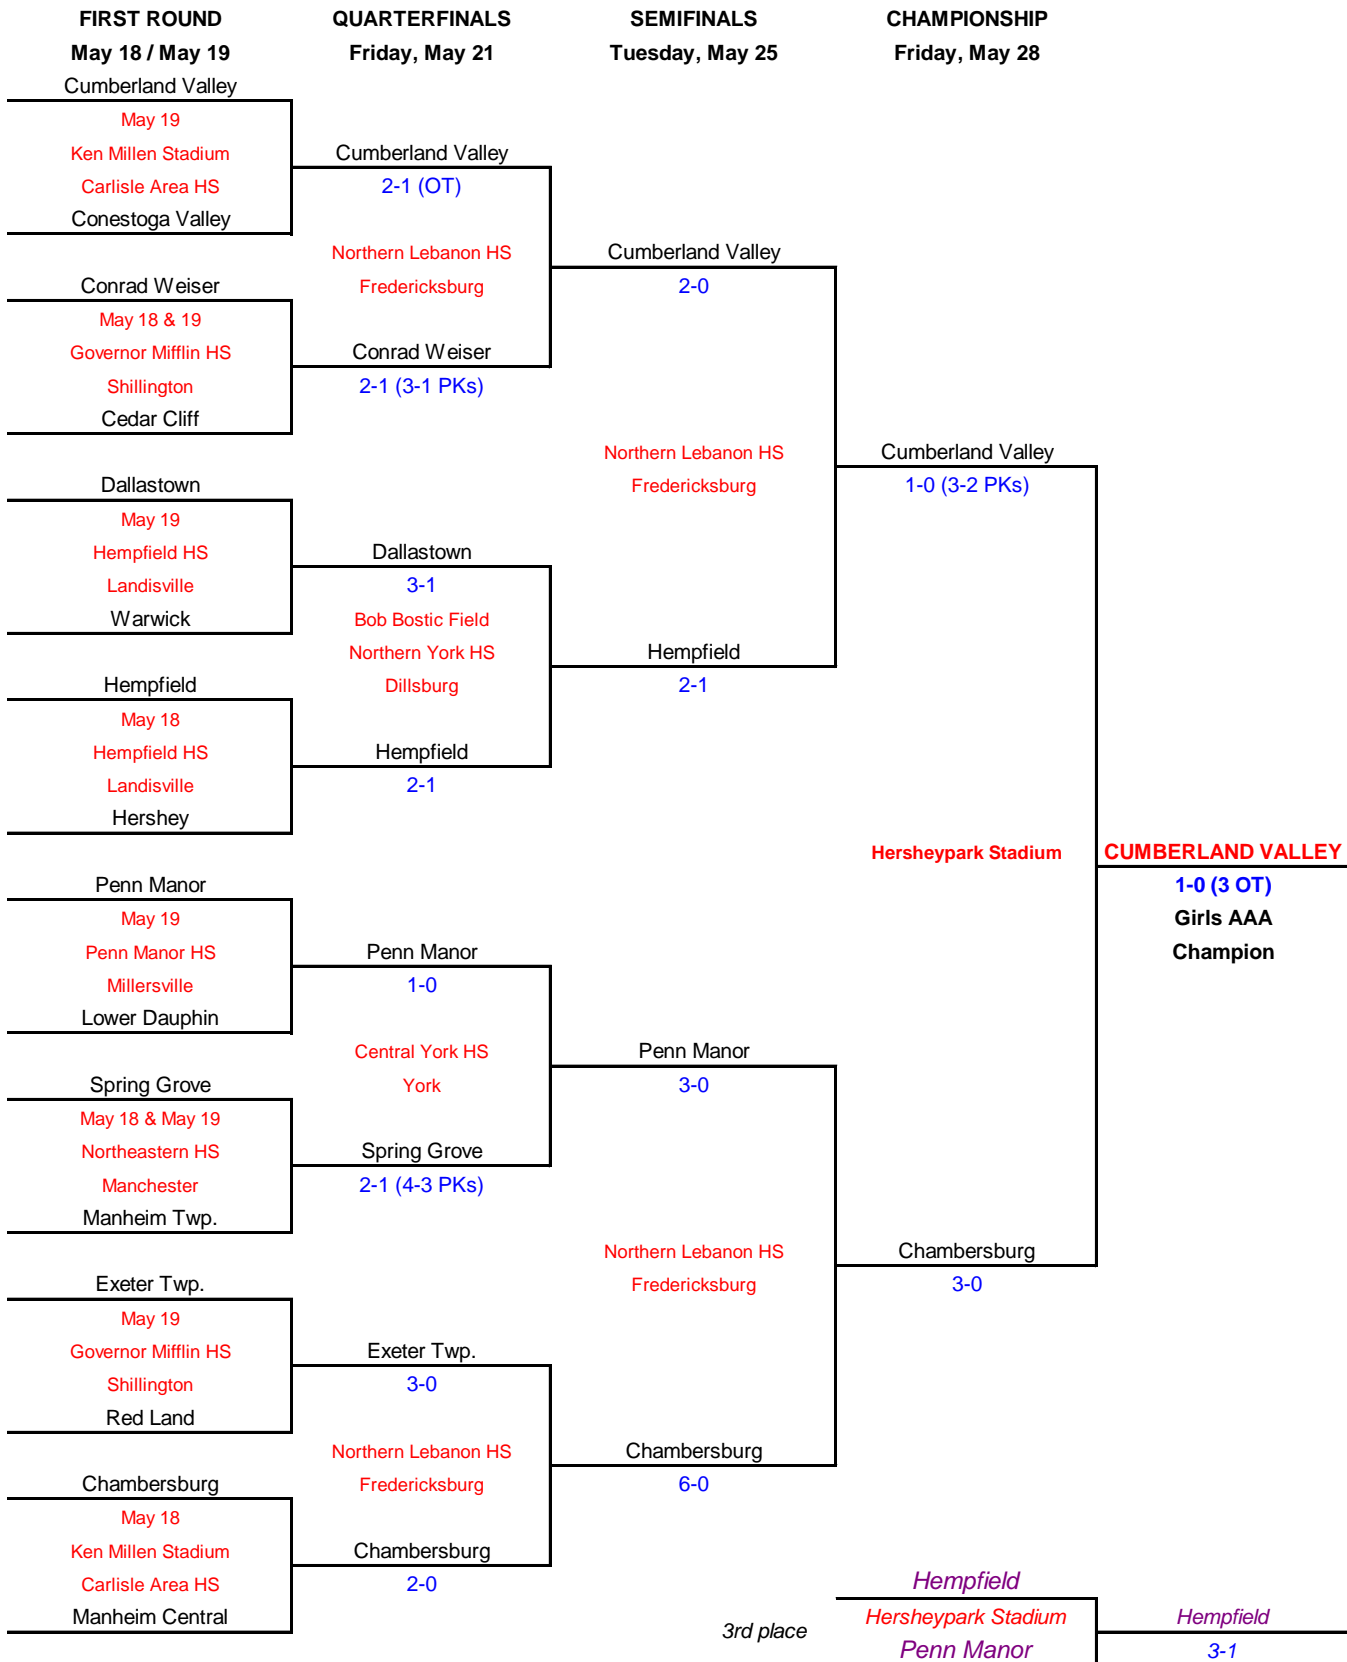 FIRST ROUND
May 18 / May 19
Cumberland Valley
May 19
Ken Millen Stadium
Carlisle Area HS
Conestoga Valley
Conrad Weiser
May 18 & 19
Governor Mifflin HS
Shillington
Cedar Cliff
Dallastown
May 19
Hempfield HS
Landisville
Warwick
Hempfield
May 18
Hempfield HS
Landisville
Hershey
Penn Manor
May 19
Penn Manor HS
Millersville
Lower Dauphin
Spring Grove
May 18 & May 19
Northeastern HS
Manchester
Manheim Twp.
Exeter Twp.
May 19
Governor Mifflin HS
Shillington
Red Land
Chambersburg
May 18
Ken Millen Stadium
Carlisle Area HS
Manheim Central
QUARTERFINALS
Friday, May 21
Cumberland Valley
2-1 (OT)
Northern Lebanon HS
Fredericksburg
Conrad Weiser
2-1 (3-1 PKs)
Dallastown
3-1
Bob Bostic Field
Northern York HS
Dillsburg
Hempfield
2-1
Penn Manor
1-0
Central York HS
York
Spring Grove
2-1 (4-3 PKs)
Exeter Twp.
3-0
Northern Lebanon HS
Fredericksburg
Chambersburg
2-0
SEMIFINALS
Tuesday, May 25
Cumberland Valley
2-0
Northern Lebanon HS
Fredericksburg
Hempfield
2-1
Penn Manor
3-0
Northern Lebanon HS
Fredericksburg
Chambersburg
6-0
CHAMPIONSHIP
Friday, May 28
Cumberland Valley
1-0 (3-2 PKs)
Hersheypark Stadium
Chambersburg
3-0
CUMBERLAND VALLEY
1-0 (3 OT)
Girls AAA
Champion
3rd place
Hempfield
Hersheypark Stadium
Penn Manor
Hempfield
3-1